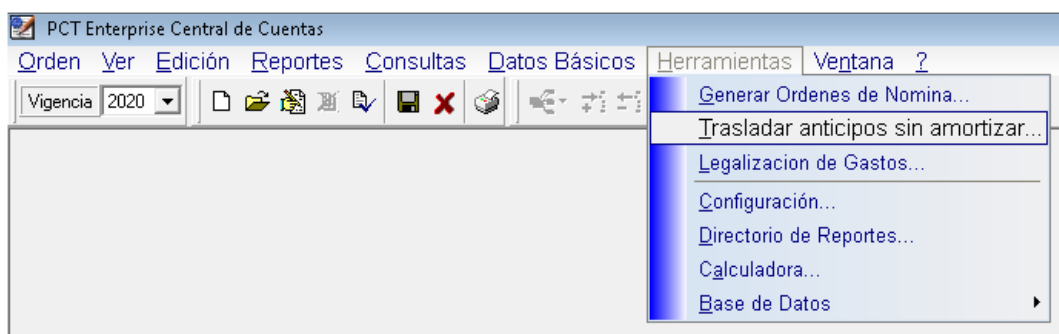 PCT Enterprise Central de Cuentas
Orden Ver Edición Reportes Consultas Datos Básicos Herramientas Ventana ?
Vigencia 2020
Generar Ordenes de Nomina...
Trasladar anticipos sin amortizar...
Legalizacion de Gastos...
Configuración...
Directorio de Reportes...
Calculadora...
Base de Datos